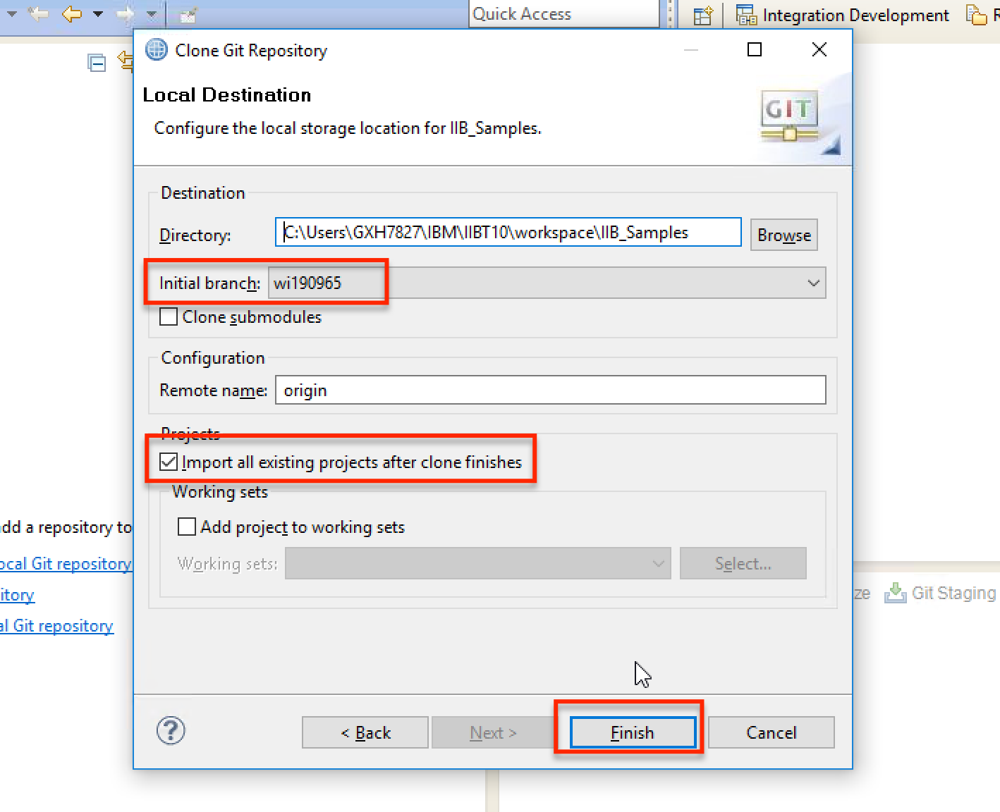 Quick Access
Integration Development
R
Clone Git Repository
Local Destination
Configure the local storage location for IIB_Samples.
GIT
Destination
Directory: C:\Users\GXH7827\IBM\IIBT10\workspace\IIB_Samples Browse
Initial branch: wi190965
Clone submodules
Configuration
Remote name: origin
Projects
Import all existing projects after clone finishes
Working sets
Add project to working sets
Working sets: Select...
dd a repository to
ocal Git repository
itory
al Git repository
ze Git Staging
? < Back Next > Finish Cancel